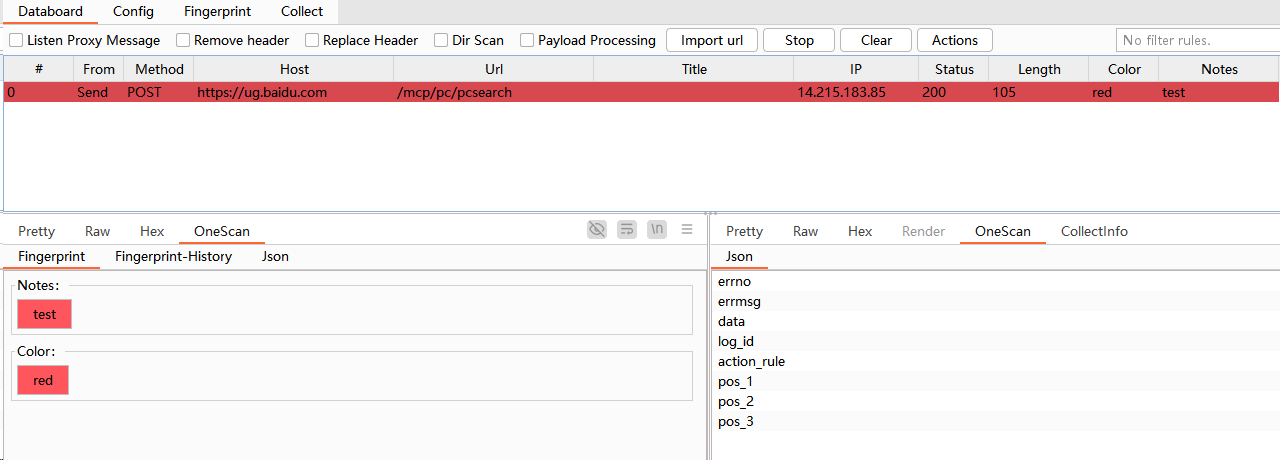 Databoard Config Fingerprint Collect
Listen Proxy Message Remove header Replace Header Dir Scan Payload Processing Import url Stop Clear Actions No filter rules.
# From Method Host Url Title IP Status Length Color Notes
0 Send POST https://ug.baidu.com /mcp/pc/pcsearch 14.215.183.85 200 105 red test
Pretty Raw Hex OneScan \n
Fingerprint Fingerprint-History Json
Notes:
test
Color:
red
Pretty Raw Hex Render OneScan CollectInfo
Json
errno
errmsg
data
log_id
action_rule
pos_1
pos_2
pos_3